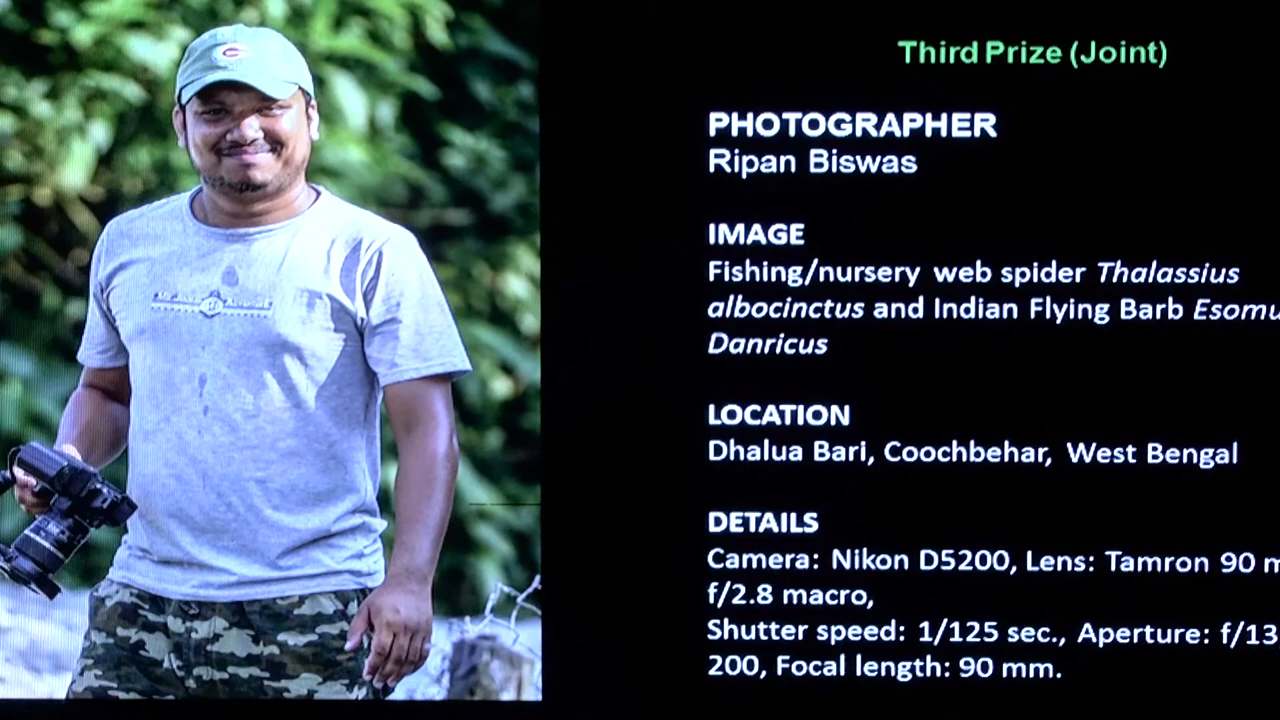 Third Prize (Joint)
PHOTOGRAPHER
Ripan Biswas
IMAGE
Fishing/nursery web spider Thalassius
albocinctus and Indian Flying Barb Esomu
Danricus
LOCATION
Dhalua Bari, Coochbehar, West Bengal
DETAILS
Camera: Nikon D5200, Lens: Tamron 90 m
f/2.8 macro,
Shutter speed: 1/125 sec., Aperture: f/13
200, Focal length: 90 mm.